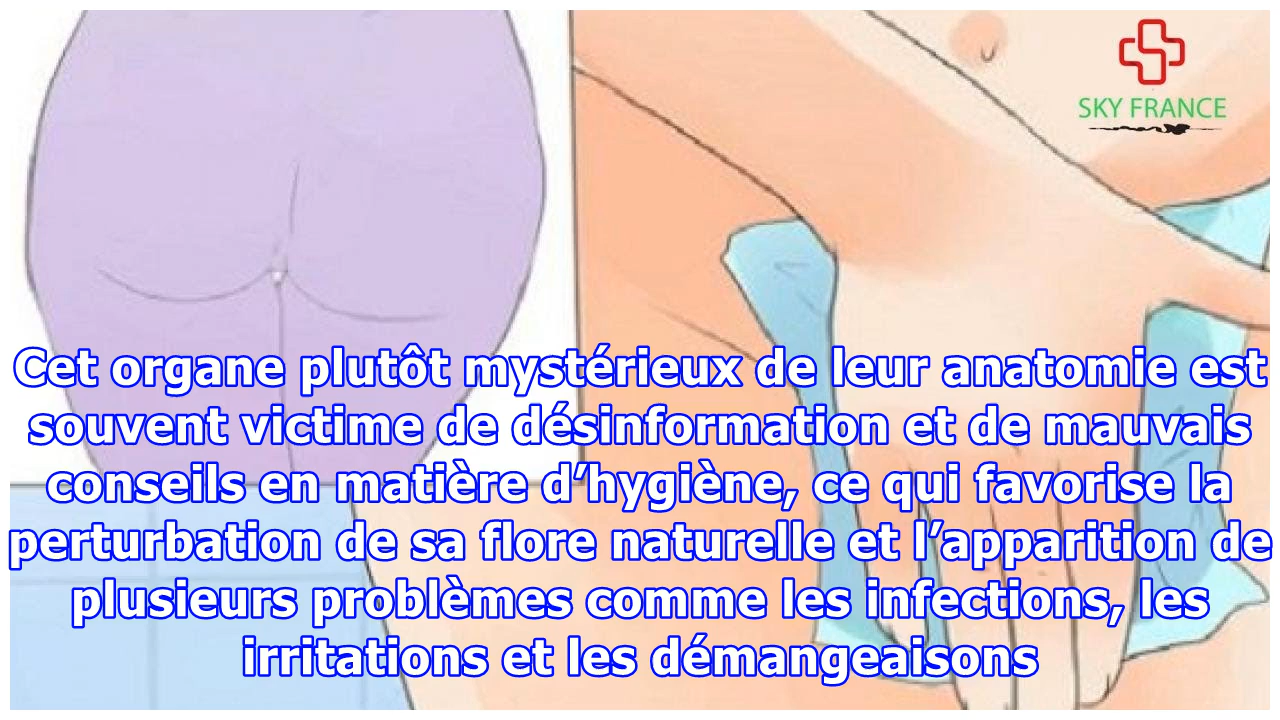 SKY FRANCE
Cet organe plutôt mystérieux de leur anatomie est
souvent victime de désinformation et de mauvais
conseils en matière d’hygiène, ce qui favorise la
perturbation de sa flore naturelle et l’apparition de
plusieurs problèmes comme les infections, les
irritations et les démangeaisons